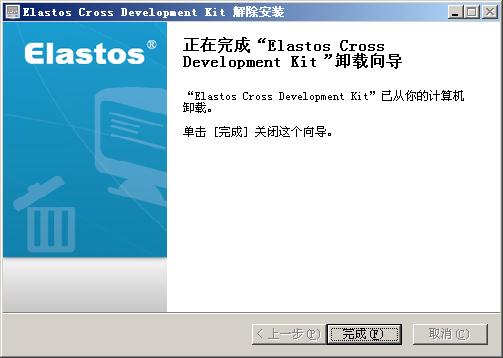 Elastos Cross Development Kit 解除安装
Elastos®
正在完成“Elastos Cross
Development Kit ”卸载向导
“Elastos Cross Development Kit”已从你的计算机
卸载。
单击 [完成] 关闭这个向导。
< 上一步(P)
完成(F)
取消(C)